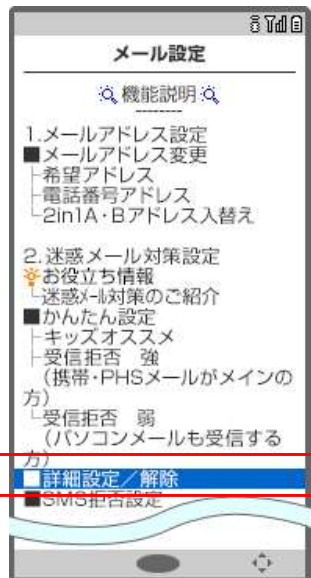 メール設定
機能説明
1.メールアドレス設定
■メールアドレス変更
├希望アドレス
├電話番号アドレス
└2in1A・Bアドレス入替え
2.迷惑メール対策設定
お役立ち情報
└迷惑ﾒｰﾙ対策のご紹介
■かんたん設定
├キッズオススメ
├受信拒否 強
(携帯・PHSメールがメインの
方)
└受信拒否 弱
(パソコンメールも受信する
方)
■詳細設定／解除
■SMS拒否設定